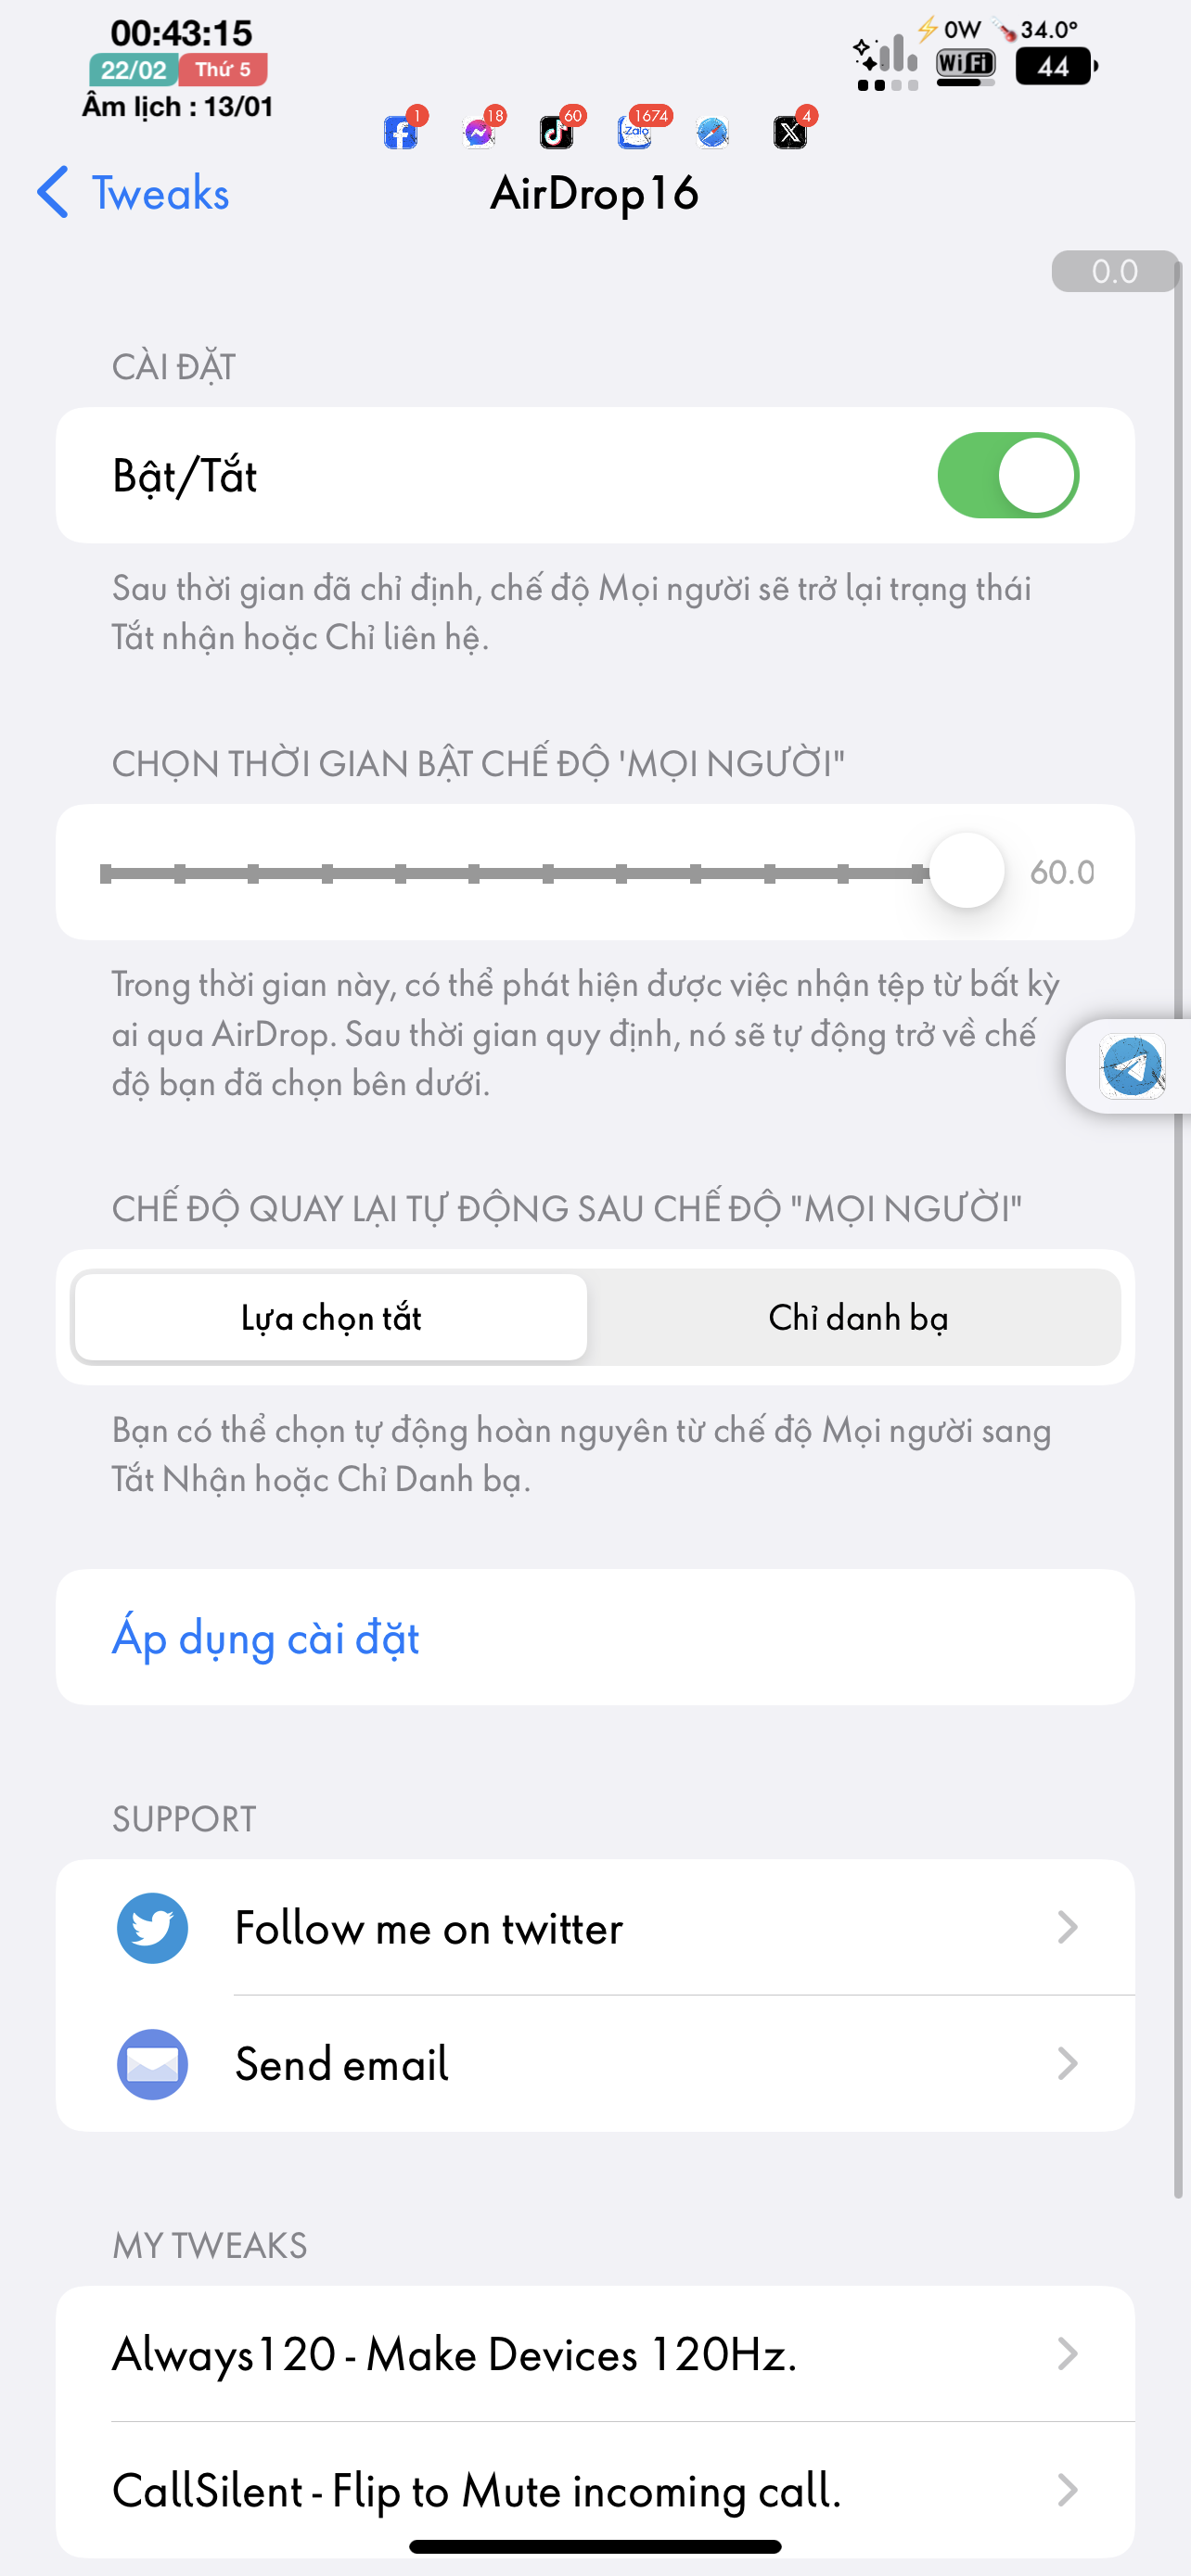 00:43:15
22/02 Thứ 5
Âm lịch : 13/01
0W 34.0°
WiFi 44
1 18 60 1674 4
Zalo
Tweaks
AirDrop16
0.0
CÀI ĐẶT
Bật/Tắt
Sau thời gian đã chỉ định, chế độ Mọi người sẽ trở lại trạng thái
Tắt nhận hoặc Chỉ liên hệ.
CHỌN THỜI GIAN BẬT CHẾ ĐỘ 'MỌI NGƯỜI"
60.0
Trong thời gian này, có thể phát hiện được việc nhận tệp từ bất kỳ
ai qua AirDrop. Sau thời gian quy định, nó sẽ tự động trở về chế
độ bạn đã chọn bên dưới.
CHẾ ĐỘ QUAY LẠI TỰ ĐỘNG SAU CHẾ ĐỘ "MỌI NGƯỜI"
Lựa chọn tắt
Chỉ danh bạ
Bạn có thể chọn tự động hoàn nguyên từ chế độ Mọi người sang
Tắt Nhận hoặc Chỉ Danh bạ.
Áp dụng cài đặt
SUPPORT
Follow me on twitter
Send email
MY TWEAKS
Always120 - Make Devices 120Hz.
CallSilent - Flip to Mute incoming call.